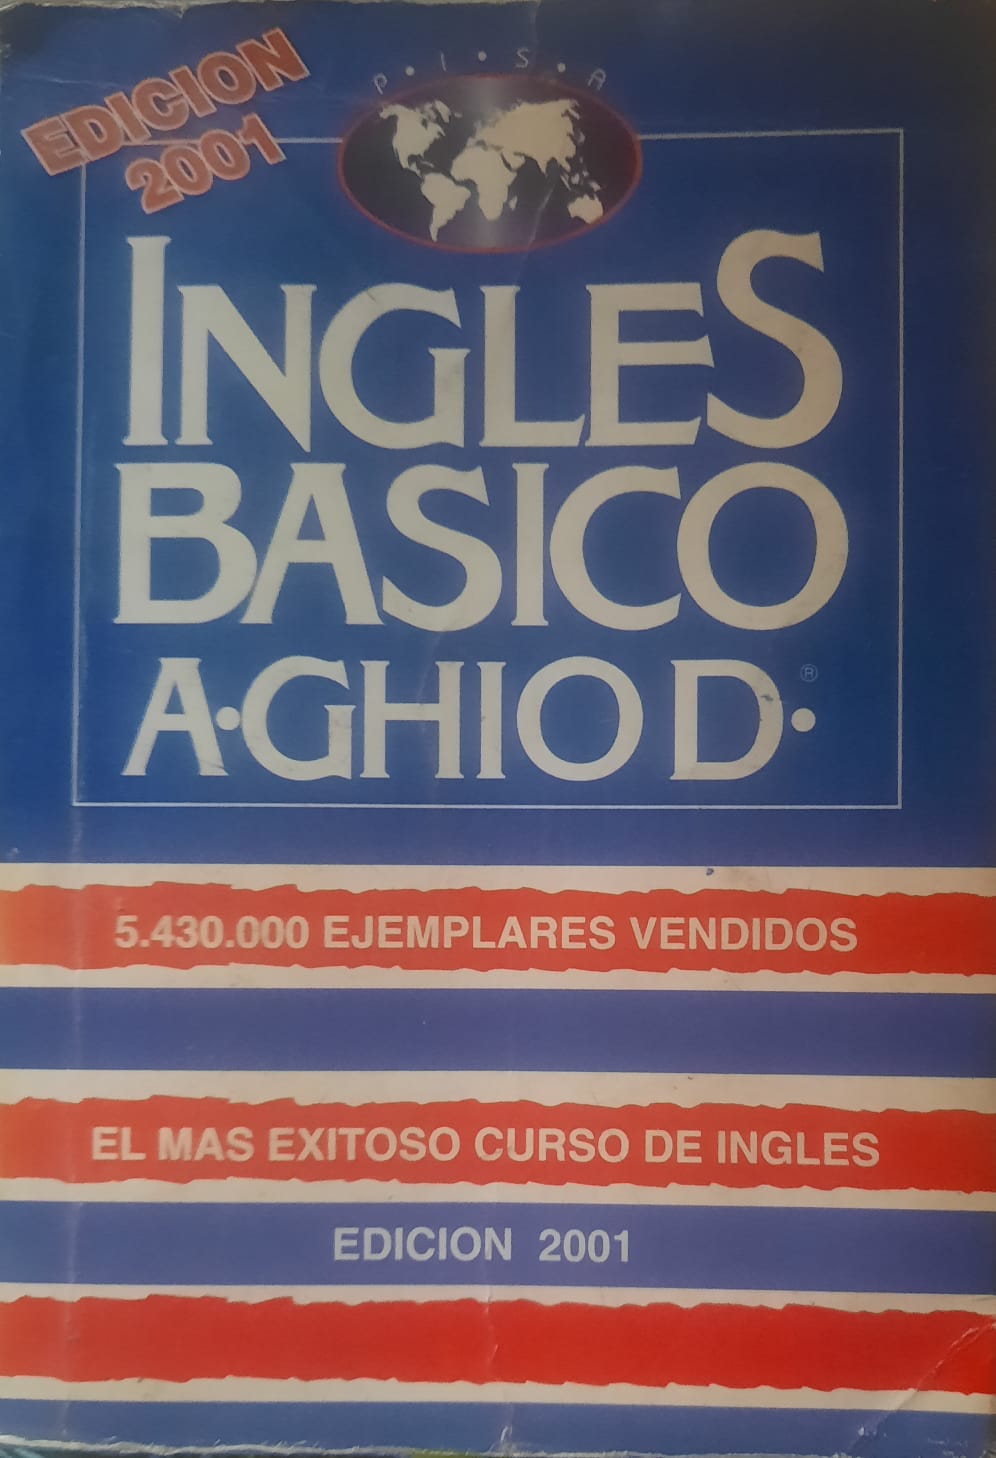 EDICION
2001
P·I·S·A
INGLES
BASICO
A·GHIO D·®
5.430.000 EJEMPLARES VENDIDOS
EL MAS EXITOSO CURSO DE INGLES
EDICION 2001